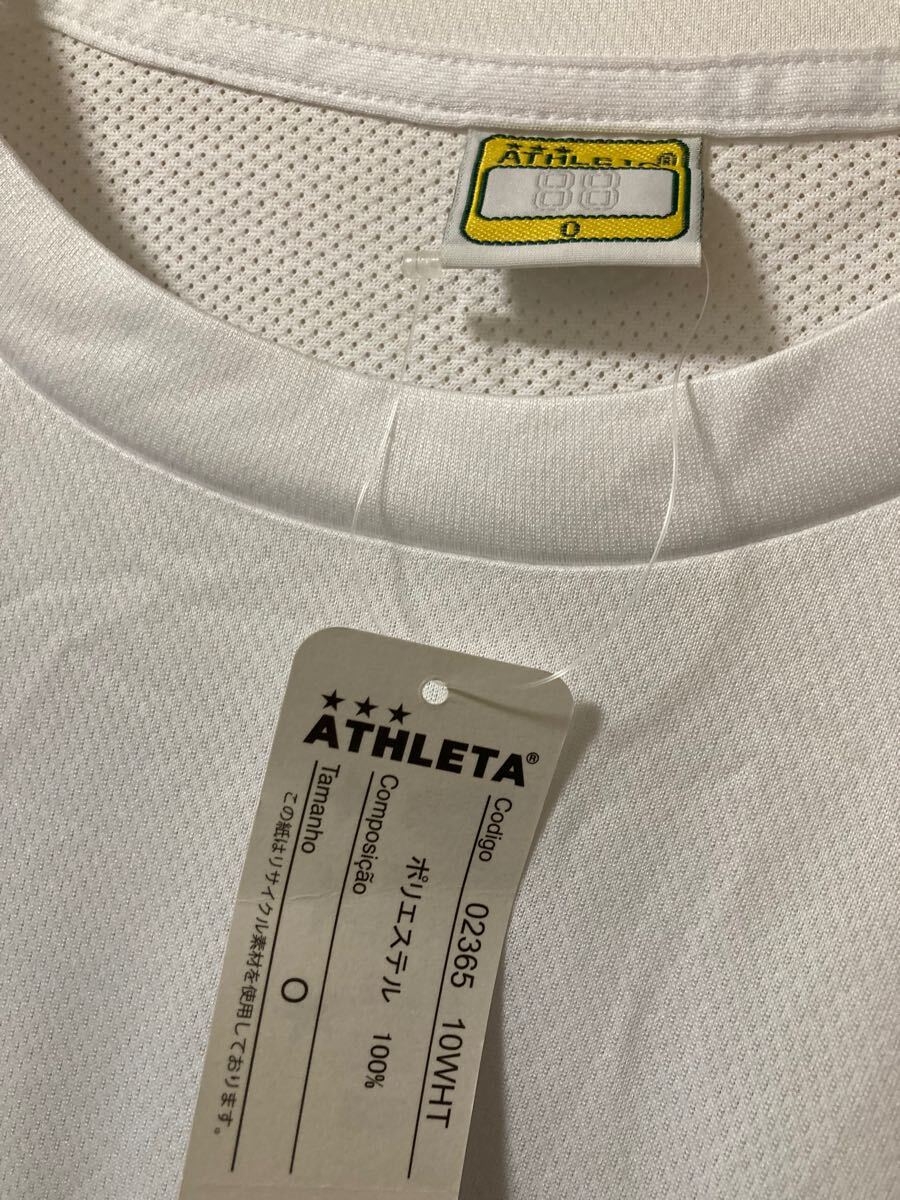 ★★★
ATHLETA®
88
O
★★★
ATHLETA®
Codigo 02365 10WHT
ポリエステル 100%
Composição
Tamanho O
この紙はリサイクル素材を使用しております。